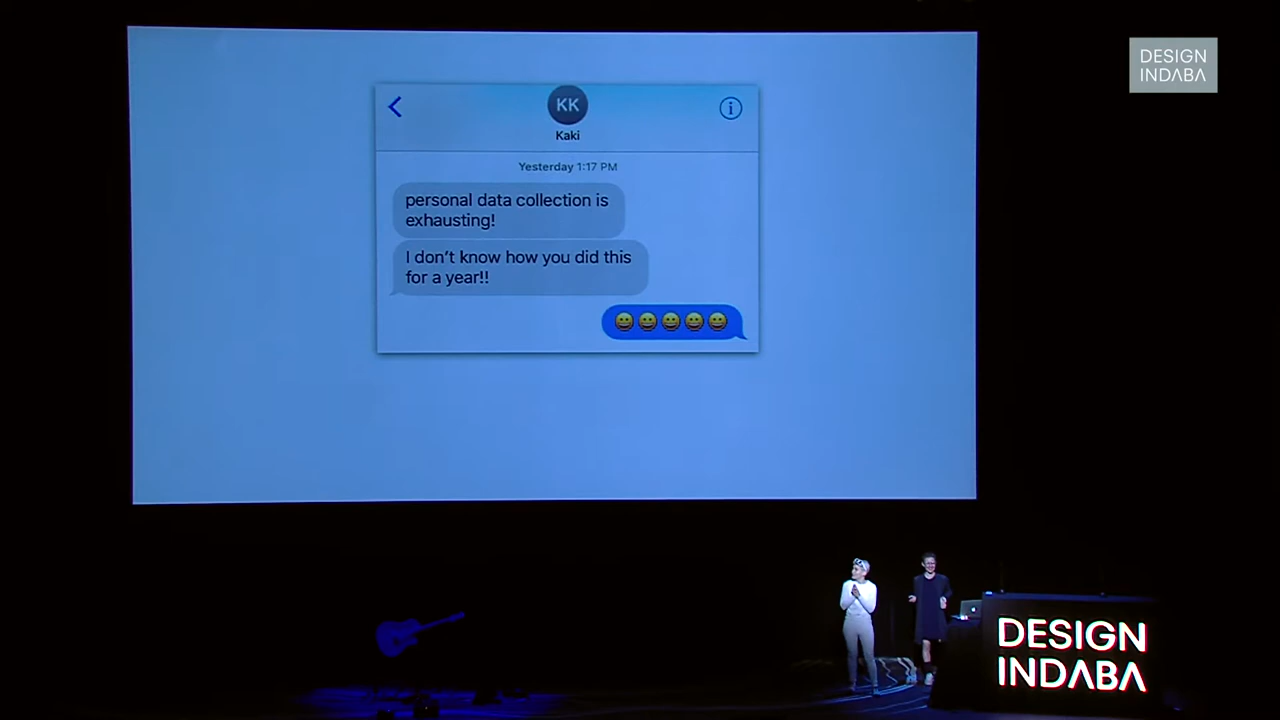 DESIGN
INDABA
KK
Kaki
Yesterday 1:17 PM
personal data collection is
exhausting!
I don't know how you did this
for a year!!
😀😀😀😀😀
DESIGN
INDABA